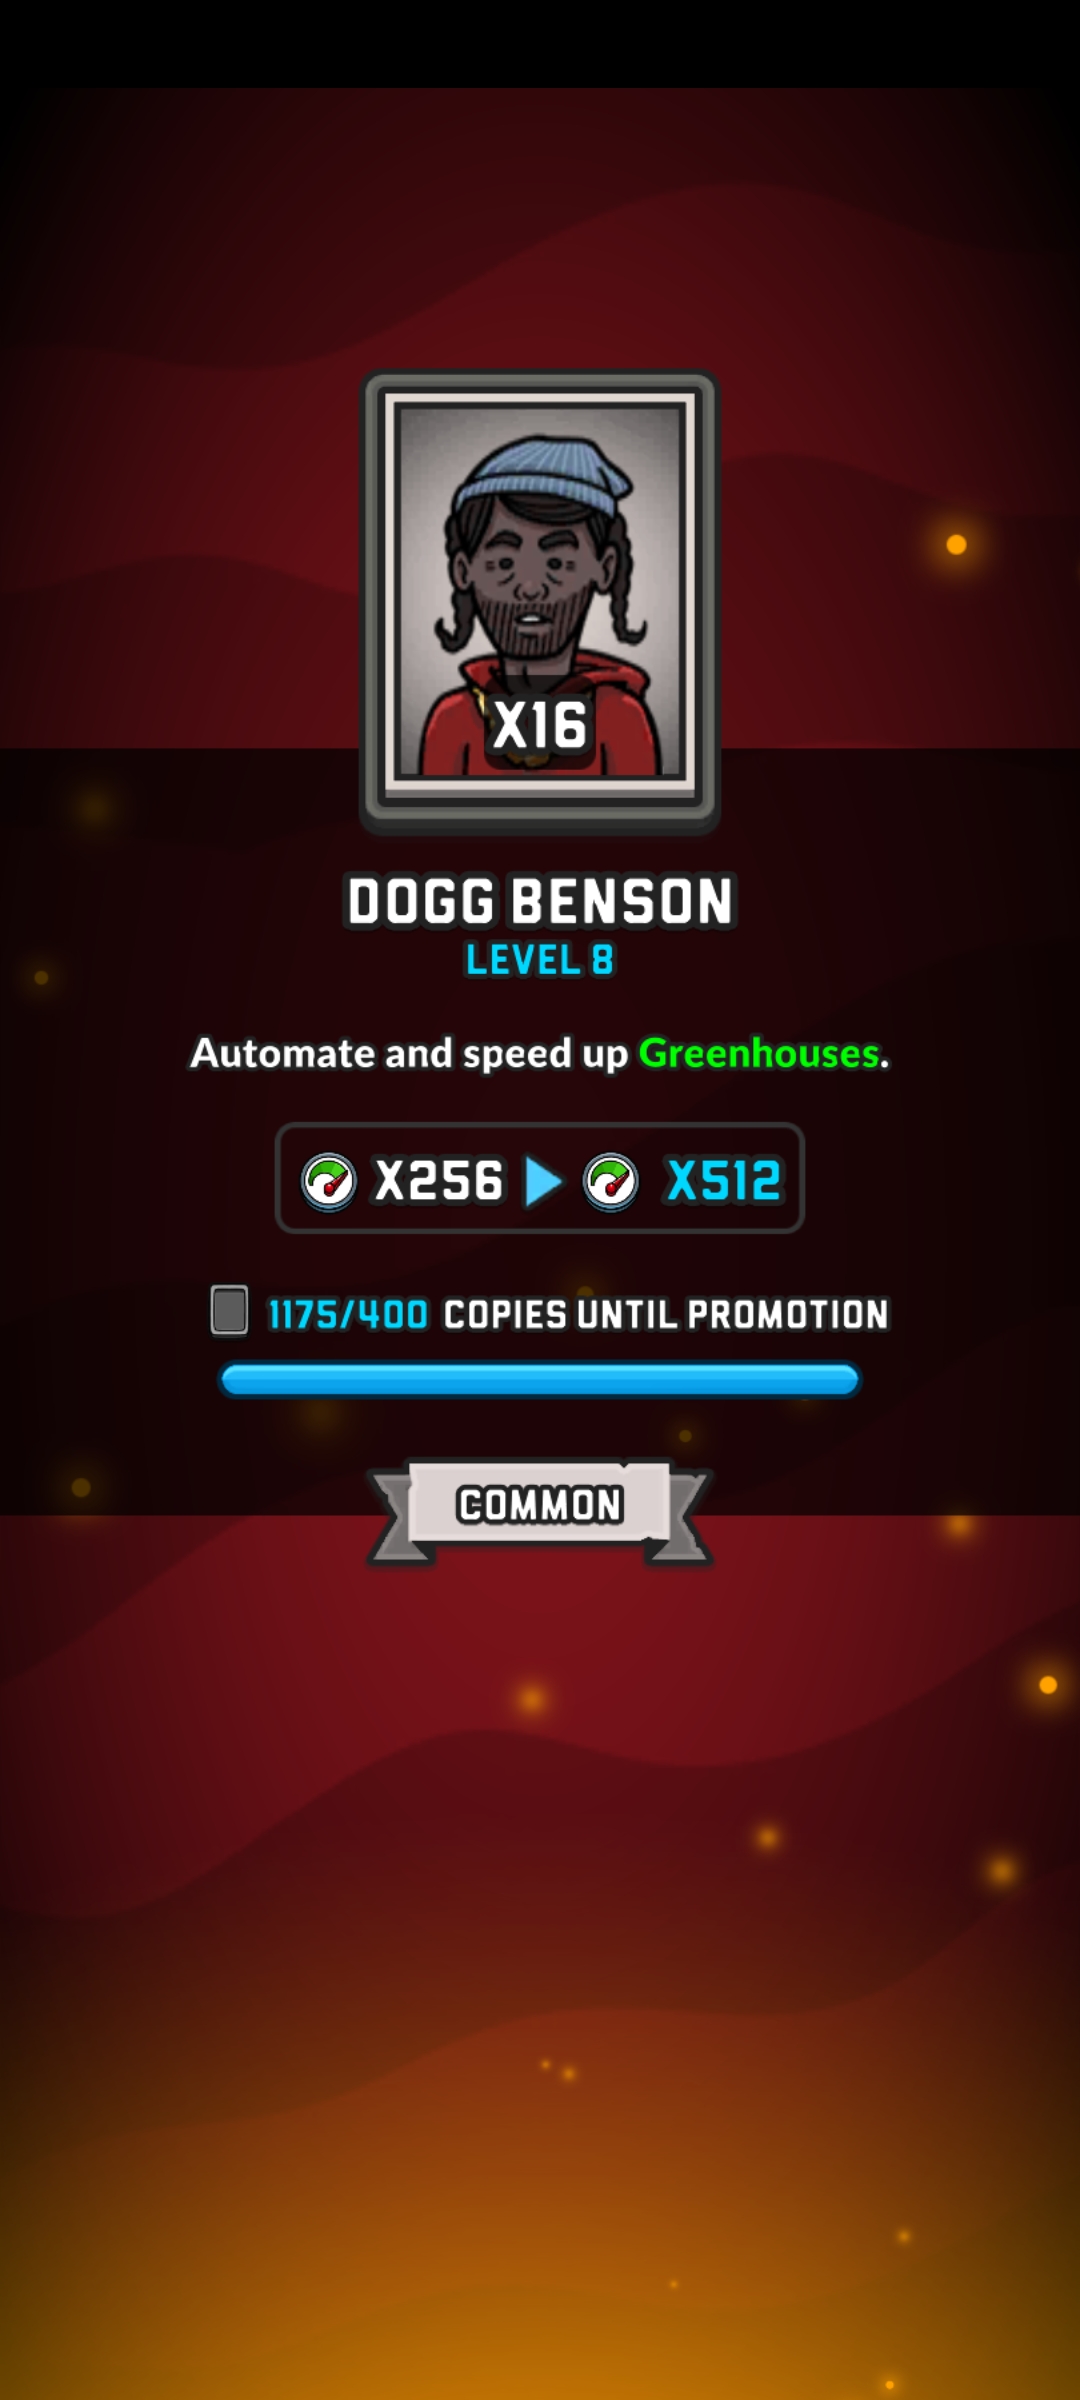 X16
DOGG BENSON
LEVEL 8
Automate and speed up Greenhouses.
X256 X512
1175/400 COPIES UNTIL PROMOTION
COMMON